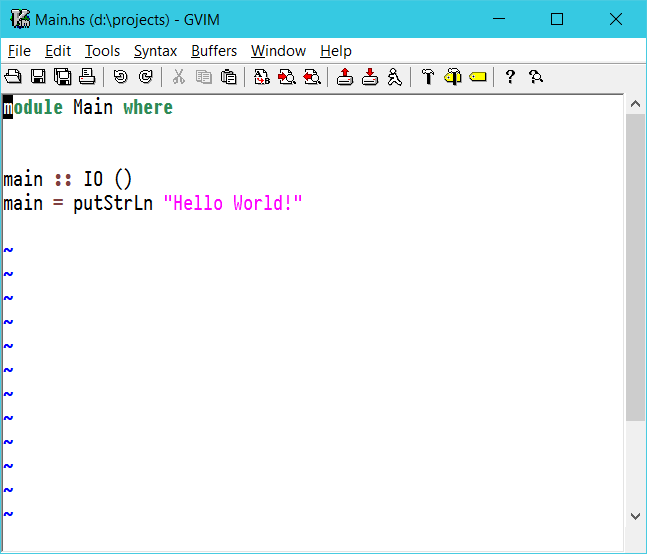 Main.hs (d:\projects) - GVIM
File Edit Tools Syntax Buffers Window Help
module Main where
main :: IO ()
main = putStrLn "Hello World!"
~
~
~
~
~
~
~
~
~
~
~
~